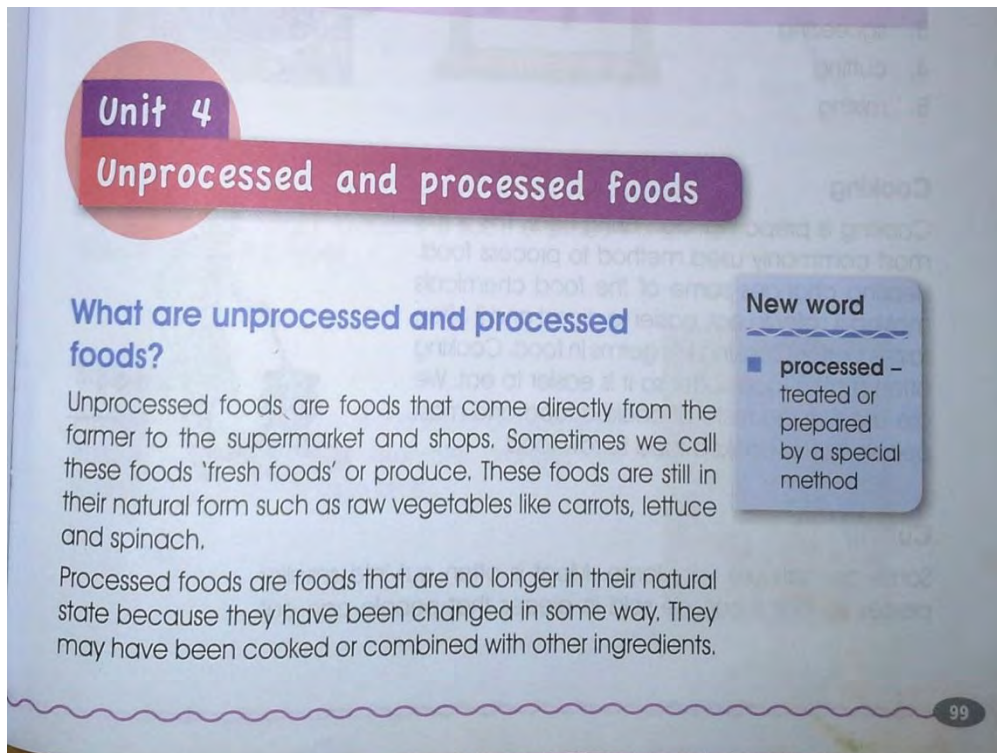 Unit 4
Unprocessed and processed foods
What are unprocessed and processed
foods?
Unprocessed foods are foods that come directly from the
farmer to the supermarket and shops. Sometimes we call
these foods ‘fresh foods’ or produce. These foods are still in
their natural form such as raw vegetables like carrots, lettuce
and spinach.
Processed foods are foods that are no longer in their natural
state because they have been changed in some way. They
may have been cooked or combined with other ingredients.
New word
processed –
treated or
prepared
by a special
method
99